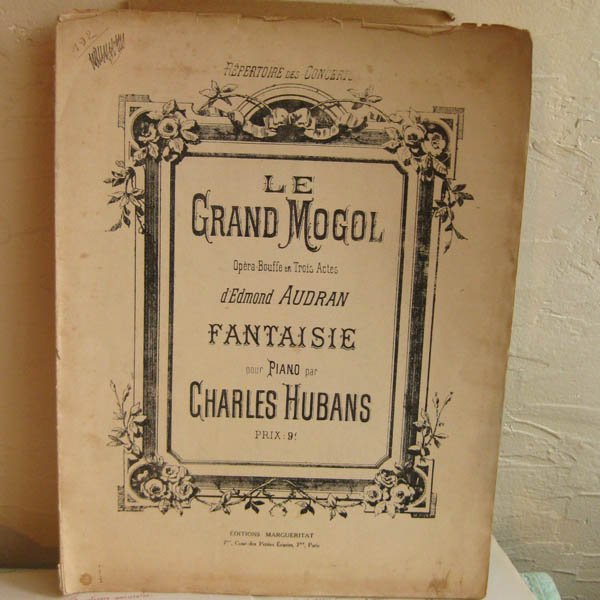 RÉPERTOIRE DES CONCERTS
LE
GRAND MOGOL
Opéra-Bouffe en Trois Actes
d'Edmond AUDRAN
FANTAISIE
pour PIANO par
CHARLES HUBANS
PRIX: 9f
ÉDITIONS MARGUERITAT
Cour des Petites Écuries, Paris